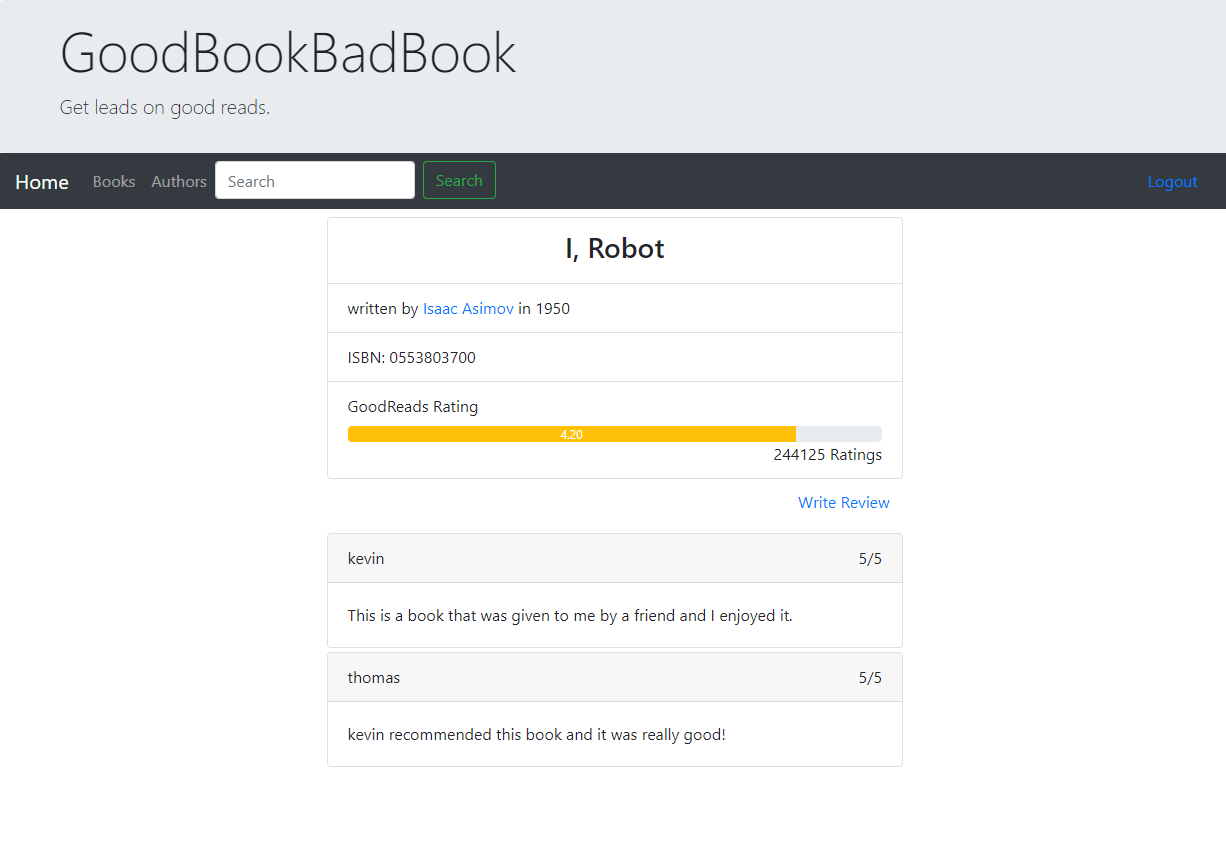 GoodBookBadBook
Get leads on good reads.
Home Books Authors Search Search Logout
I, Robot
written by Isaac Asimov in 1950
ISBN: 0553803700
GoodReads Rating
4.20
244125 Ratings
Write Review
kevin 5/5
This is a book that was given to me by a friend and I enjoyed it.
thomas 5/5
kevin recommended this book and it was really good!